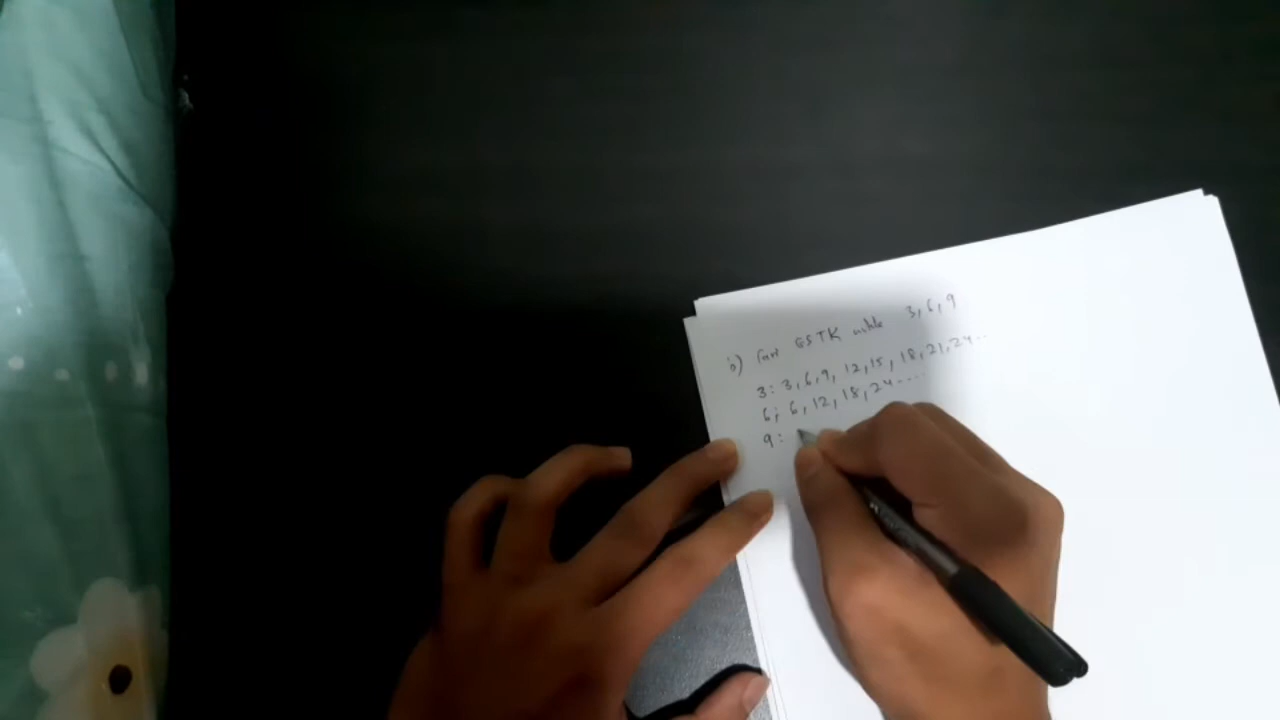 b) Cari GSTK untuk 3, 6, 9
3: 3, 6, 9, 12, 15, 18, 21, 24..
6: 6, 12, 18, 24....
9: